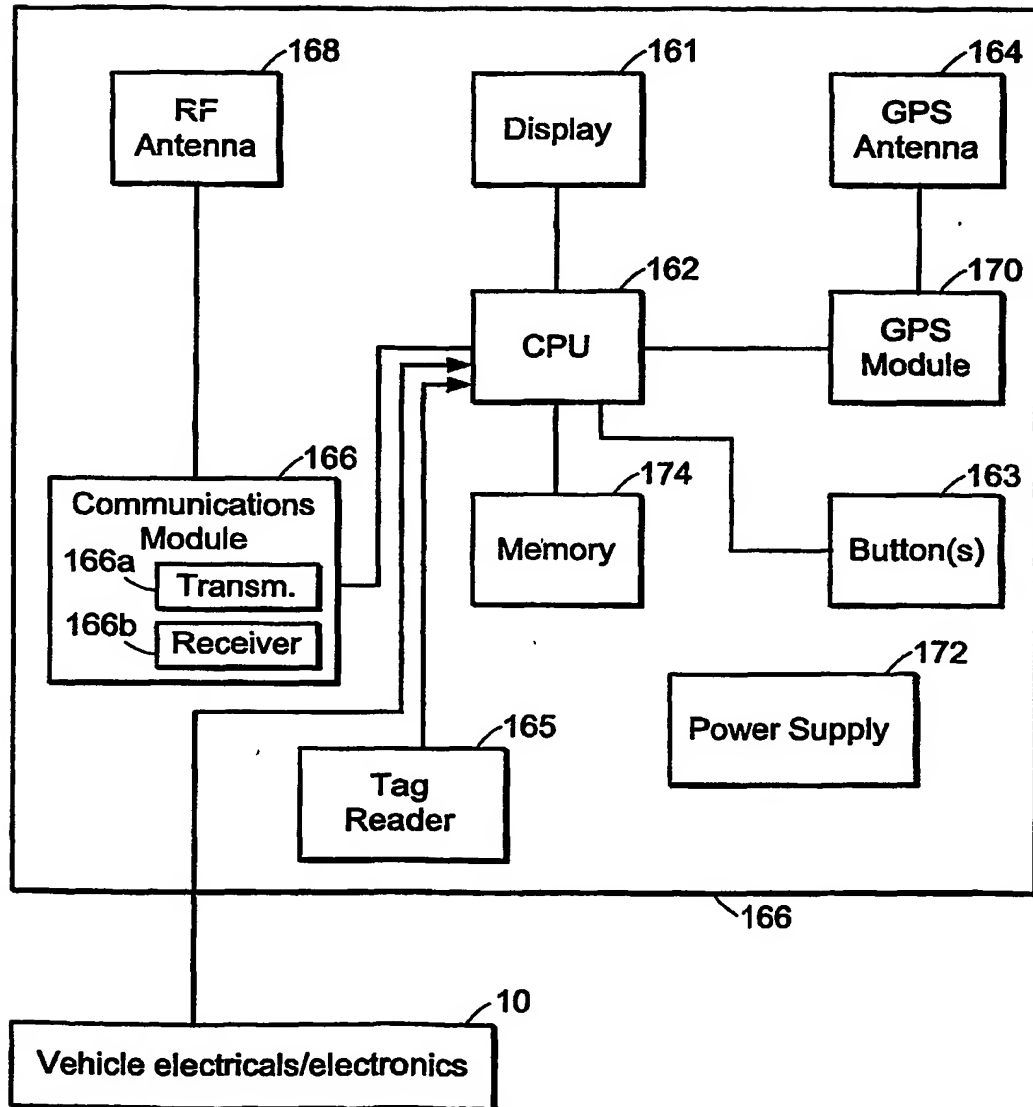 168
RF
Antenna
161
Display
164
GPS
Antenna
162
CPU
170
GPS
Module
166
Communications
Module
166a
Transm.
166b
Receiver
174
Memory
163
Button(s)
172
Power Supply
165
Tag
Reader
166
10
Vehicle electricals/electronics